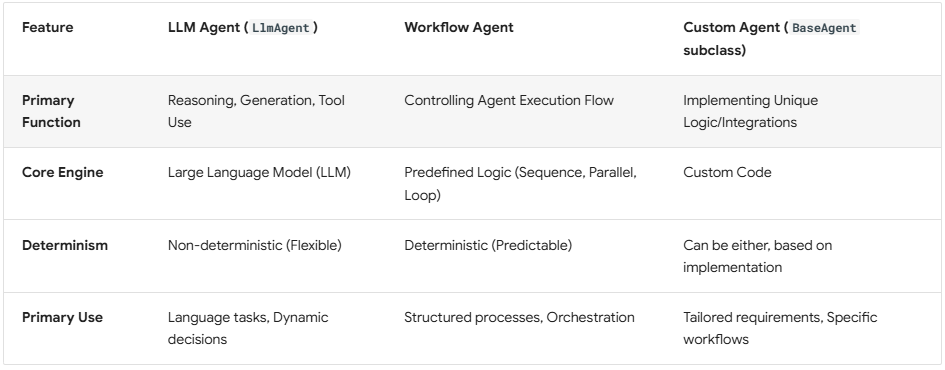 Feature
LLM Agent ( LlmAgent )
Workflow Agent
Custom Agent ( BaseAgent
subclass)
Primary
Function
Reasoning, Generation, Tool
Use
Controlling Agent Execution Flow
Implementing Unique
Logic/Integrations
Core Engine
Large Language Model (LLM)
Predefined Logic (Sequence, Parallel,
Loop)
Custom Code
Determinism
Non-deterministic (Flexible)
Deterministic (Predictable)
Can be either, based on
implementation
Primary Use
Language tasks, Dynamic
decisions
Structured processes, Orchestration
Tailored requirements, Specific
workflows